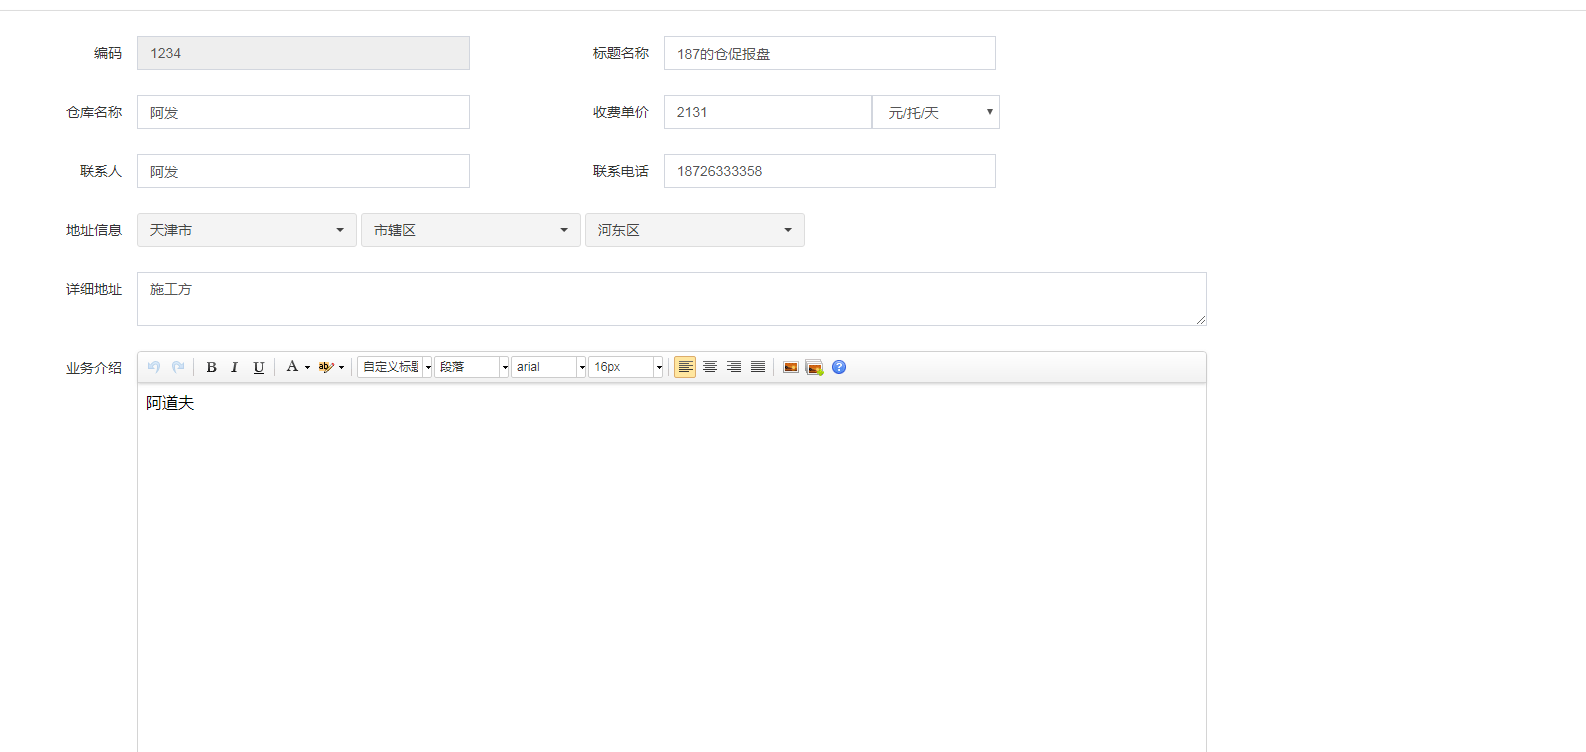 编码 1234 标题名称 187的仓促报盘
仓库名称 阿发 收费单价 2131 元/托/天
联系人 阿发 联系电话 18726333358
地址信息 天津市 市辖区 河东区
详细地址 施工方
业务介绍 B I U A ab 自定义标题 段落 arial 16px
阿道夫